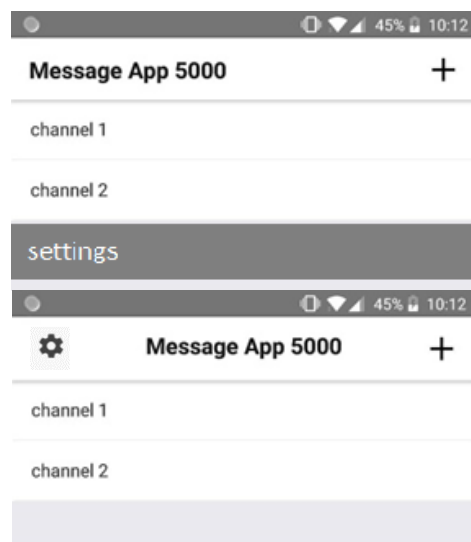 45% 10:12
Message App 5000 +
channel 1
channel 2
settings
45% 10:12
Message App 5000 +
channel 1
channel 2